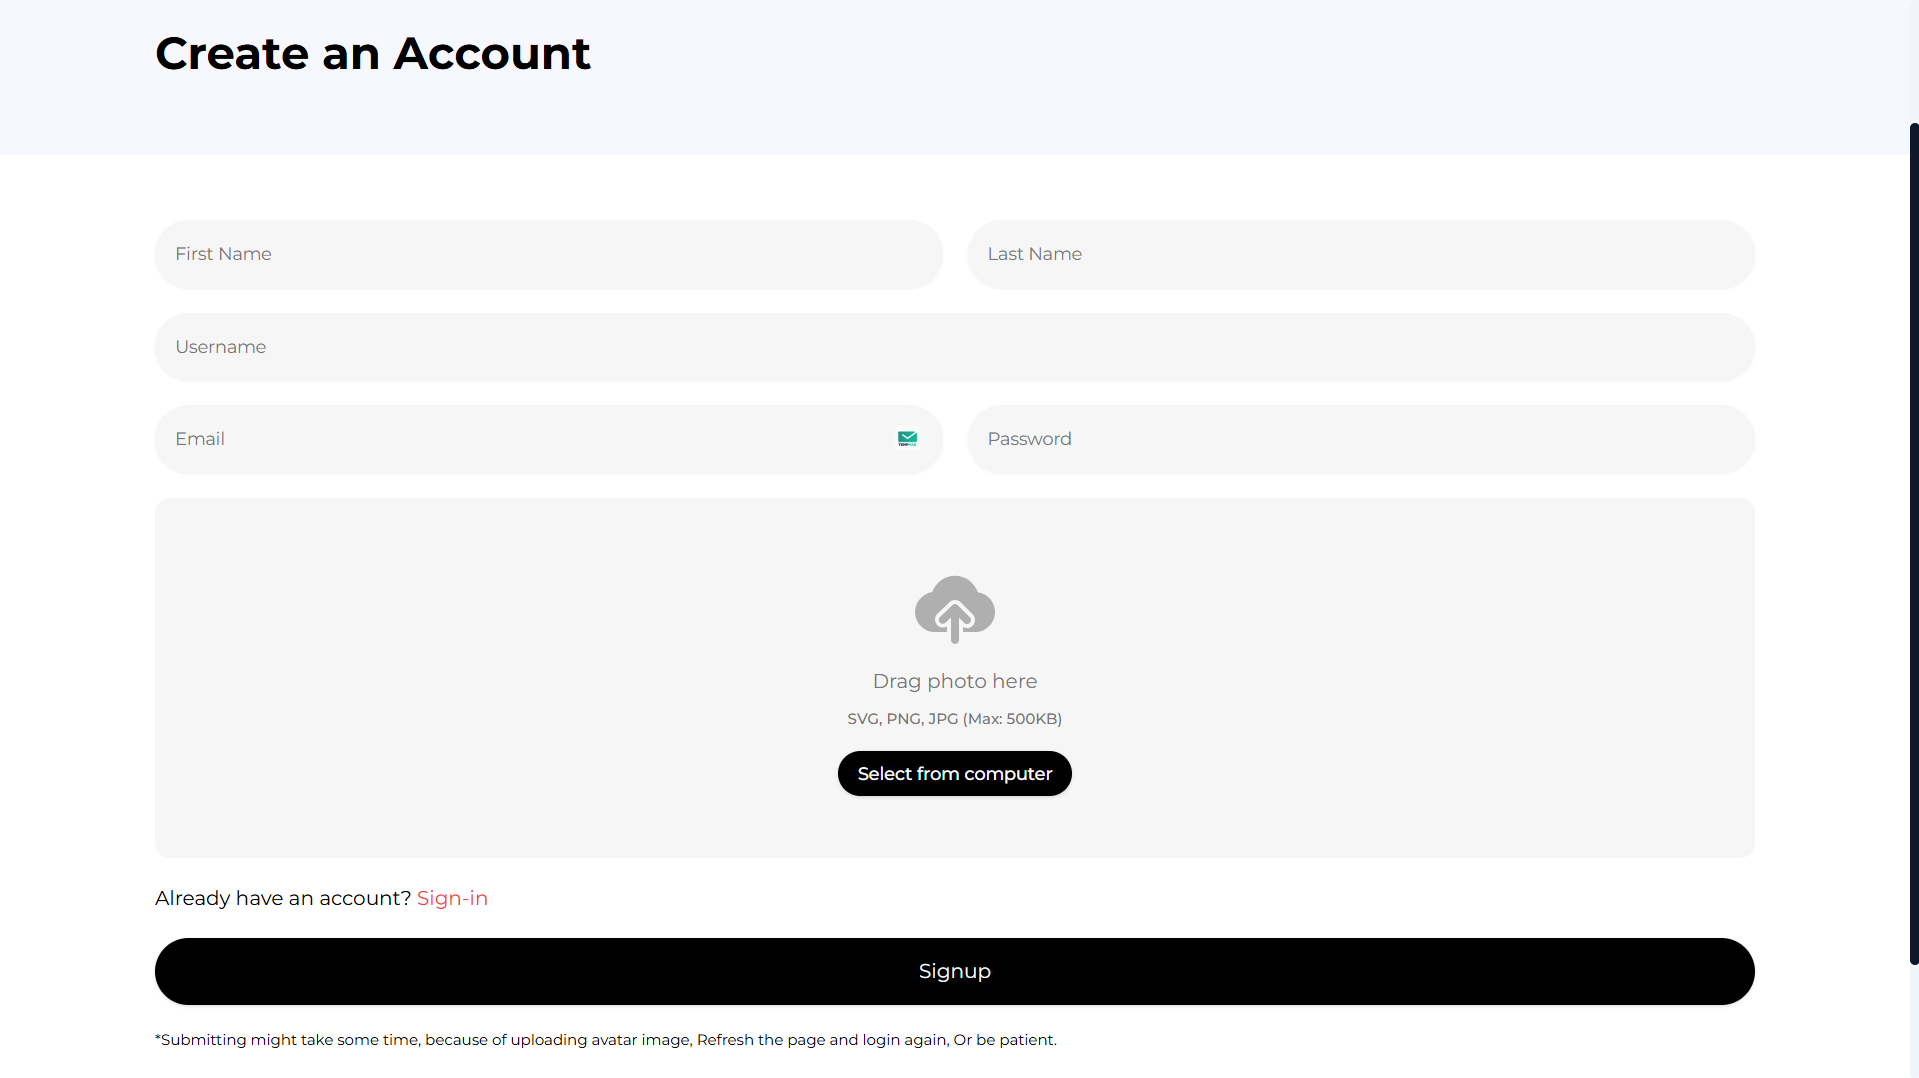 Create an Account
First Name
Last Name
Username
Email
Password
Drag photo here
SVG, PNG, JPG (Max: 500KB)
Select from computer
Already have an account? Sign-in
Signup
*Submitting might take some time, because of uploading avatar image, Refresh the page and login again, Or be patient.